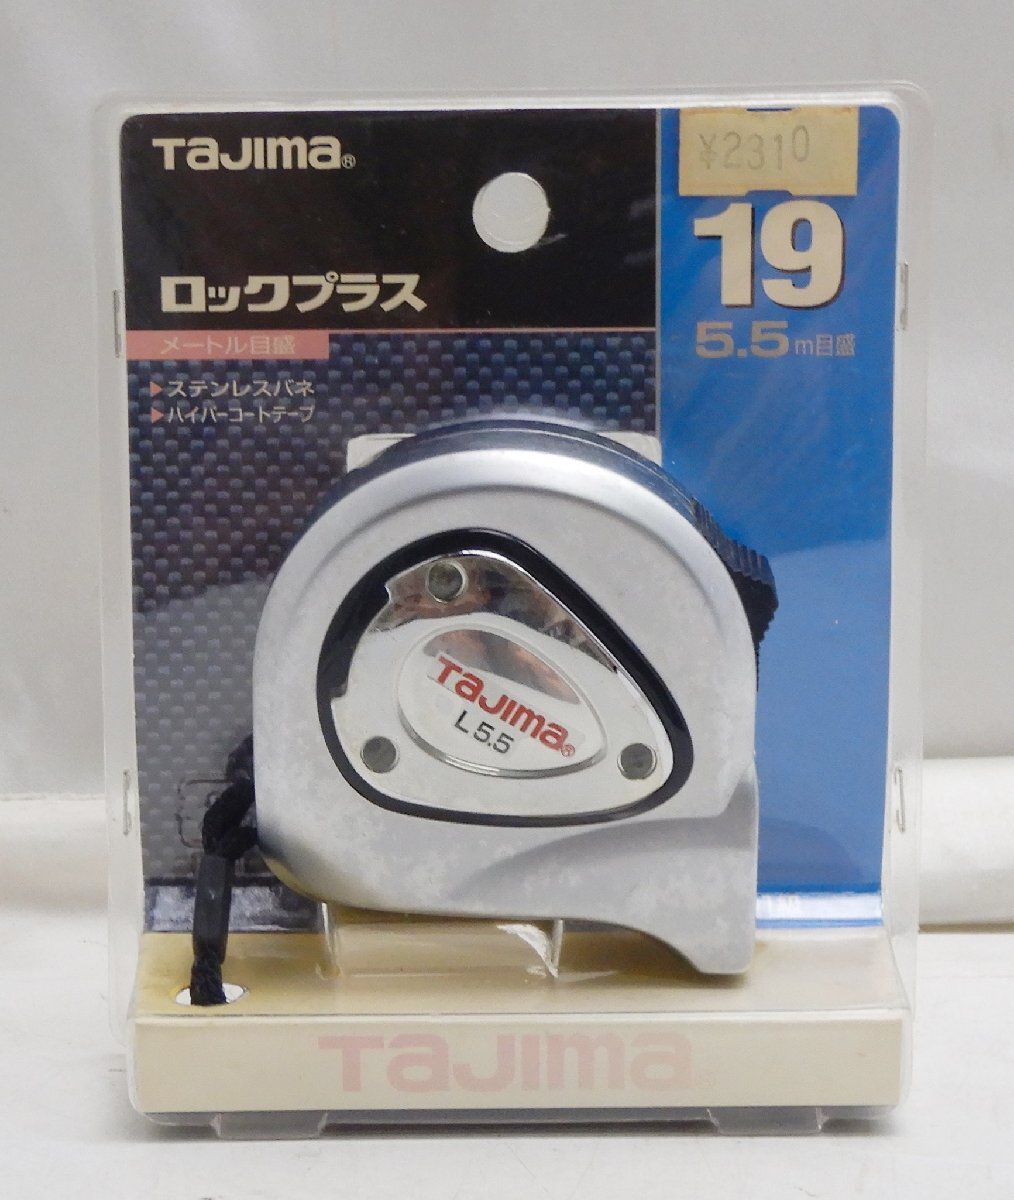 TAJIMA®
¥2310
ロックプラス
19
5.5m目盛
メートル目盛
ステンレスバネ
ハイパーコートテープ
TAJIMA®
L5.5
TAJIMA®